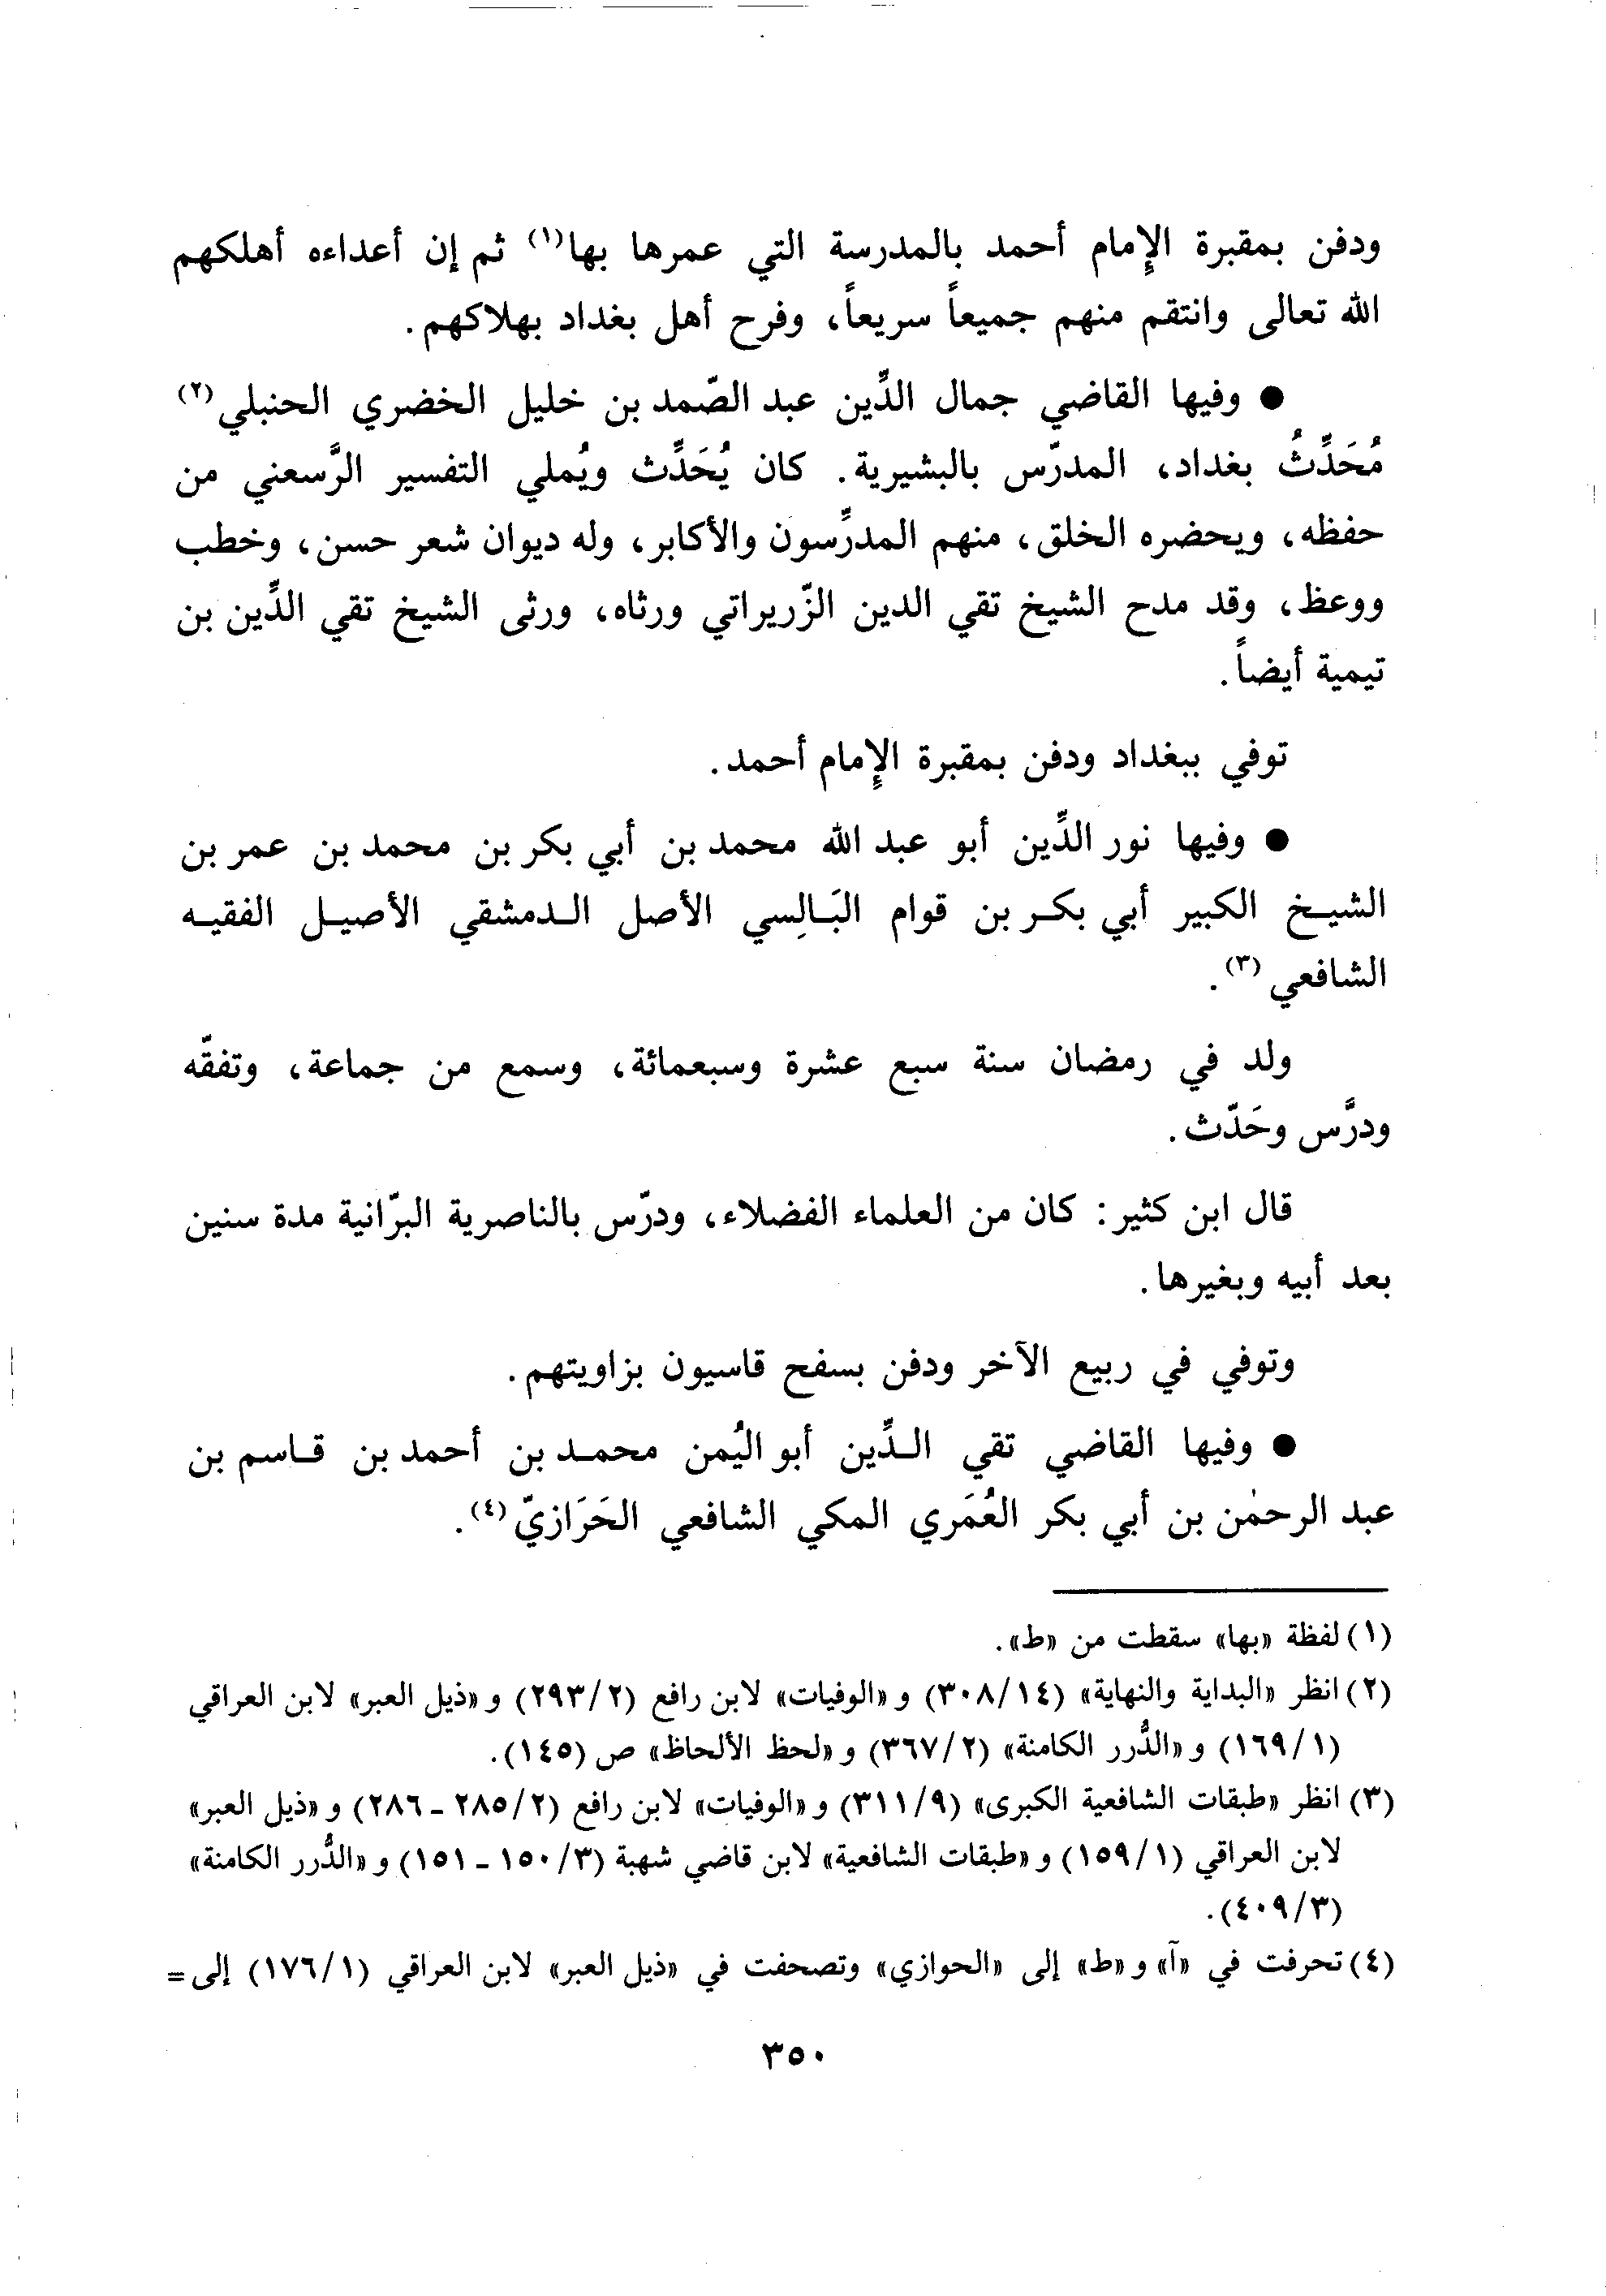 ودفن بمقبرة الإمام أحمد بالمدرسة التي عمرها بها(١) ثم إن أعداءه أهلكهم
الله تعالى وانتقم منهم جميعاً سريعاً، وفرح أهل بغداد بهلاكهم.
● وفيها القاضي جمال الدِّين عبد الصّمد بن خليل الخضري الحنبلي(٢)
مُحَدِّثُ بغداد، المدرّس بالبشيرية. كان يُحَدِّث ويُملي التفسير الرَّسعني من
حفظه، ويحضره الخلق، منهم المدرِّسون والأكابر، وله ديوان شعر حسن، وخطب
ووعظ، وقد مدح الشيخ تقي الدين الزّريراتي ورثاه، ورثى الشيخ تقي الدِّين بن
تيمية أيضاً.
توفي ببغداد ودفن بمقبرة الإمام أحمد.
● وفيها نور الدِّين أبو عبد الله محمد بن أبي بكر بن محمد بن عمر بن
الشيخ الكبير أبي بكر بن قوام البَالِسي الأصل الدمشقي الأصيل الفقيه
الشافعي(٣).
ولد في رمضان سنة سبع عشرة وسبعمائة، وسمع من جماعة، وتفقّه
ودرَّس وحَدّث.
قال ابن كثير: كان من العلماء الفضلاء، ودرّس بالناصرية البرّانية مدة سنين
بعد أبيه وبغيرها.
وتوفي في ربيع الآخر ودفن بسفح قاسيون بزاويتهم.
● وفيها القاضي تقي الدِّين أبو اليُمن محمد بن أحمد بن قاسم بن
عبد الرحمٰن بن أبي بكر العُمَري المكي الشافعي الحَرَازيّ(٤).
(١) لفظة «بها» سقطت من «ط».
(٢) انظر «البداية والنهاية» (٣٠٨/١٤) و «الوفيات» لابن رافع (٢٩٣/٢) و «ذيل العبر» لابن العراقي
(١٦٩/١) و «الدُّرر الكامنة» (٣٦٧/٢) و «لحظ الألحاظ» ص (١٤٥).
(٣) انظر «طبقات الشافعية الكبرى» (٣١١/٩) و «الوفيات» لابن رافع (٢٨٥/٢ - ٢٨٦) و «ذيل العبر»
لابن العراقي (١٥٩/١) و «طبقات الشافعية» لابن قاضي شهبة (١٥٠/٣ - ١٥١) و «الدُّرر الكامنة»
(٤٠٩/٣).
(٤) تحرفت في «آ» و «ط» إلى «الحوازي» وتصحفت في «ذيل العبر» لابن العراقي (١٧٦/١) إلى =
٣٥٠